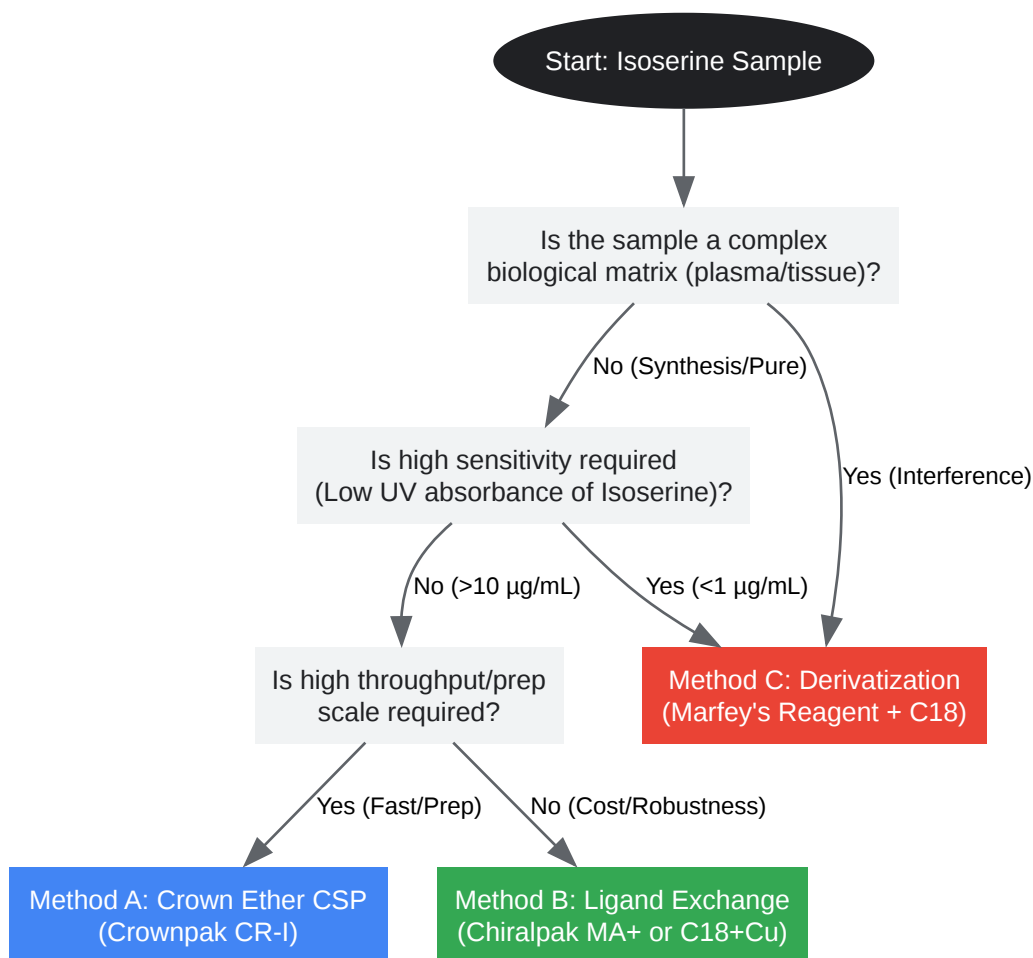 Start: Isoserine Sample
Is the sample a complex
biological matrix (plasma/tissue)?
No (Synthesis/Pure)
Yes (Interference)
Is high sensitivity required
(Low UV absorbance of Isoserine)?
No (>10 µg/mL)
Yes (<1 µg/mL)
Is high throughput/prep
scale required?
Method C: Derivatization
(Marfey's Reagent + C18)
Yes (Fast/Prep)
No (Cost/Robustness)
Method A: Crown Ether CSP
(Crownpak CR-I)
Method B: Ligand Exchange
(Chiralpak MA+ or C18+Cu)